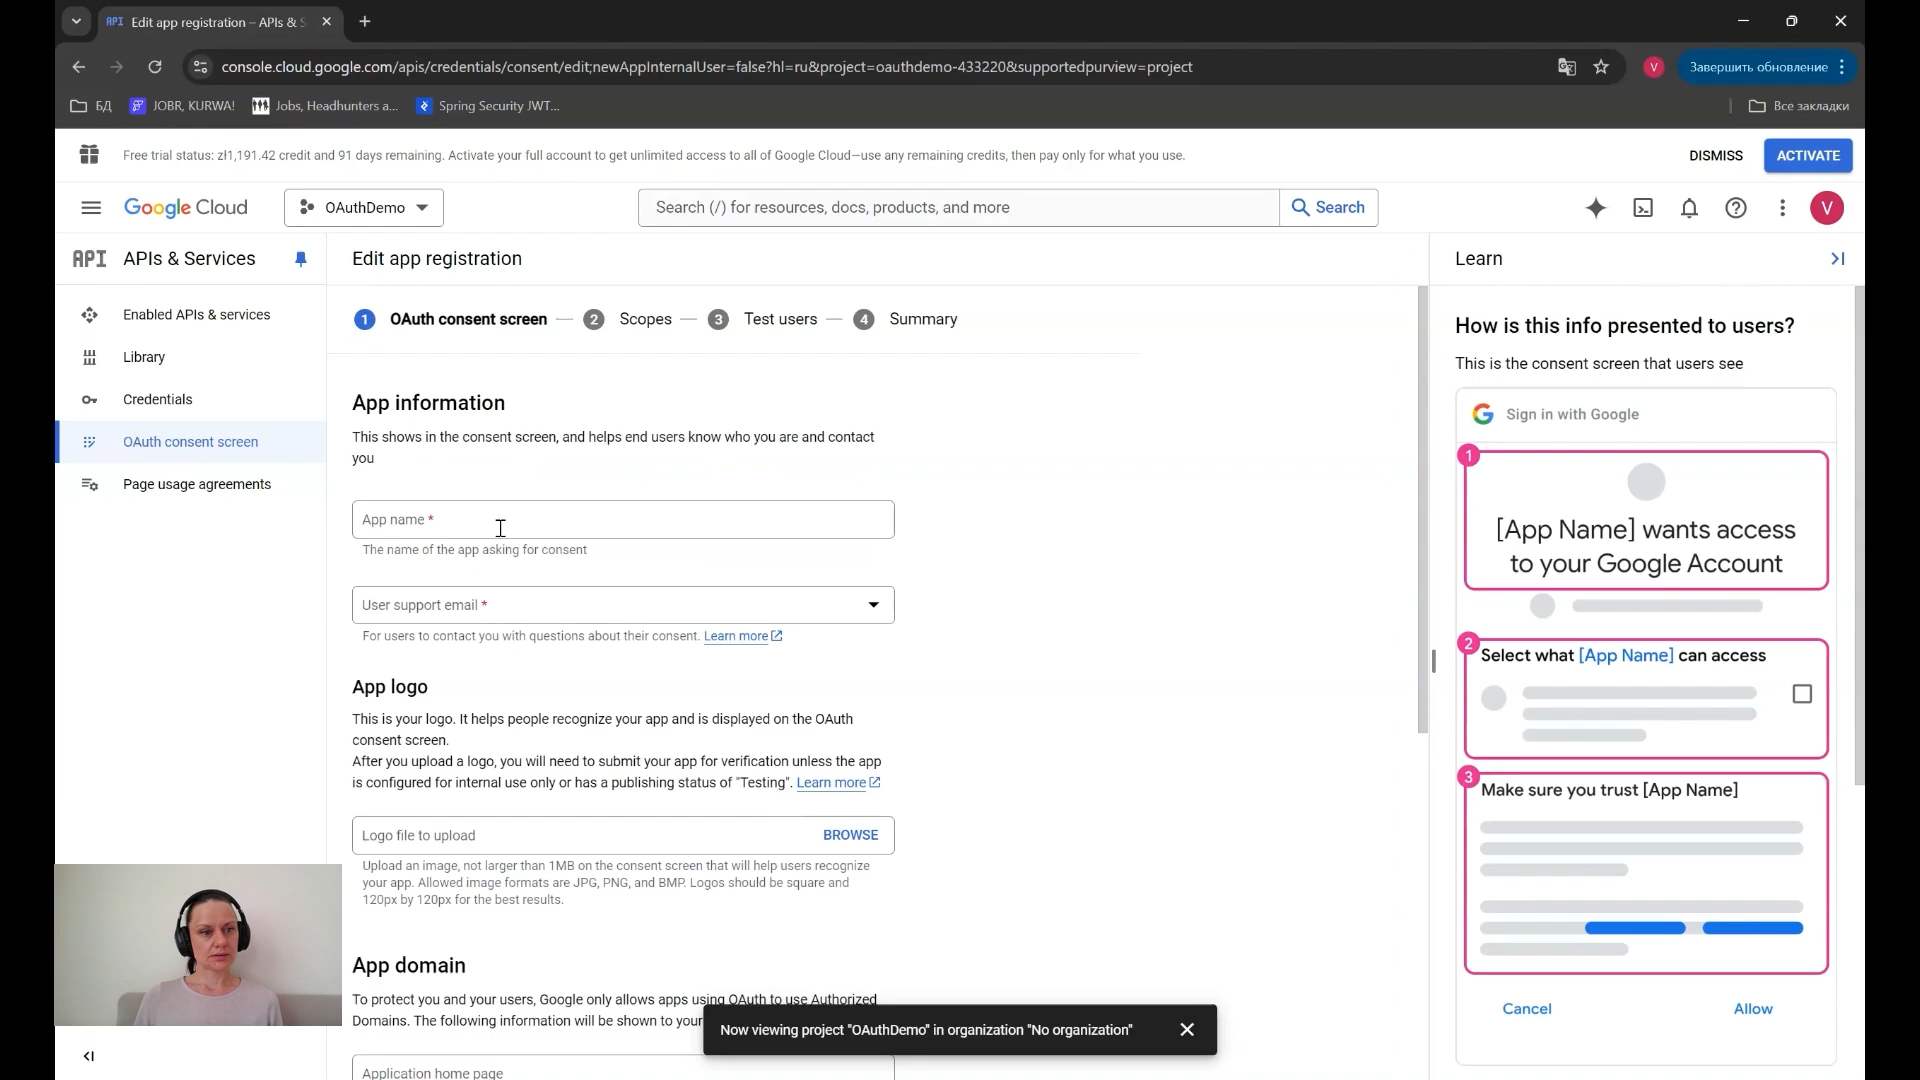 API Edit app registration – APIs & S
console.cloud.google.com/apis/credentials/consent/edit;newAppInternalUser=false?hl=ru&project=oauthdemo-433220&supportedpurview=project
V
Завершить обновление
БД
JOBR, KURWA!
Jobs, Headhunters a...
Spring Security JWT...
Все закладки
Free trial status: zł1,191.42 credit and 91 days remaining. Activate your full account to get unlimited access to all of Google Cloud—use any remaining credits, then pay only for what you use.
DISMISS
ACTIVATE
Google Cloud
OAuthDemo
Search (/) for resources, docs, products, and more
Search
V
API APIs & Services
Enabled APIs & services
Library
Credentials
OAuth consent screen
Page usage agreements
Edit app registration
1 OAuth consent screen — 2 Scopes — 3 Test users — 4 Summary
App information
This shows in the consent screen, and helps end users know who you are and contact
you
App name *
The name of the app asking for consent
User support email *
For users to contact you with questions about their consent. Learn more
App logo
This is your logo. It helps people recognize your app and is displayed on the OAuth
consent screen.
After you upload a logo, you will need to submit your app for verification unless the app
is configured for internal use only or has a publishing status of "Testing". Learn more
Logo file to upload
BROWSE
Upload an image, not larger than 1MB on the consent screen that will help users recognize
your app. Allowed image formats are JPG, PNG, and BMP. Logos should be square and
120px by 120px for the best results.
App domain
To protect you and your users, Google only allows apps using OAuth to use Authorized
Domains. The following information will be shown to your
Application home page
Now viewing project "OAuthDemo" in organization "No organization"
Learn
How is this info presented to users?
This is the consent screen that users see
Sign in with Google
1
[App Name] wants access
to your Google Account
2
Select what [App Name] can access
3
Make sure you trust [App Name]
Cancel
Allow